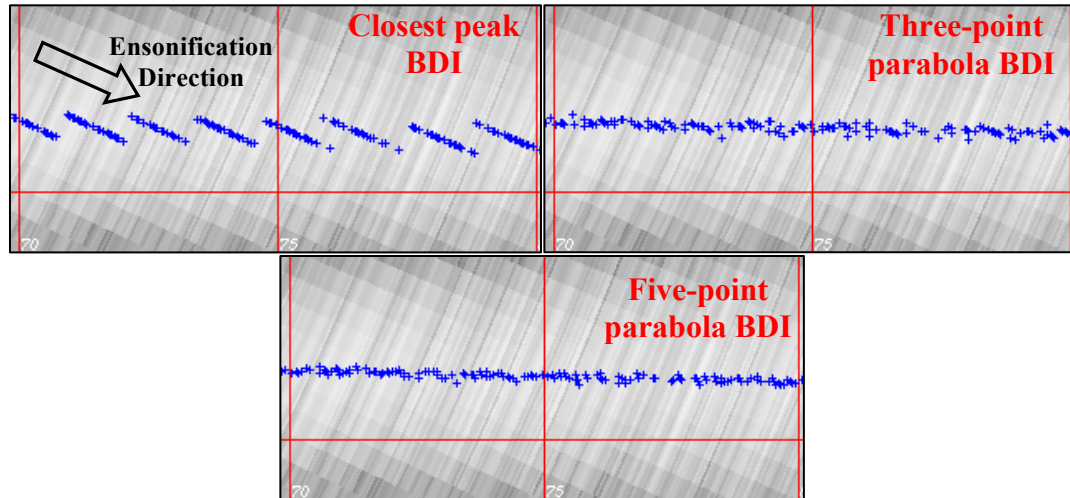 Ensonification
Direction
Closest peak
BDI
70
75
Three-point
parabola BDI
70
75
Five-point
parabola BDI
70
75